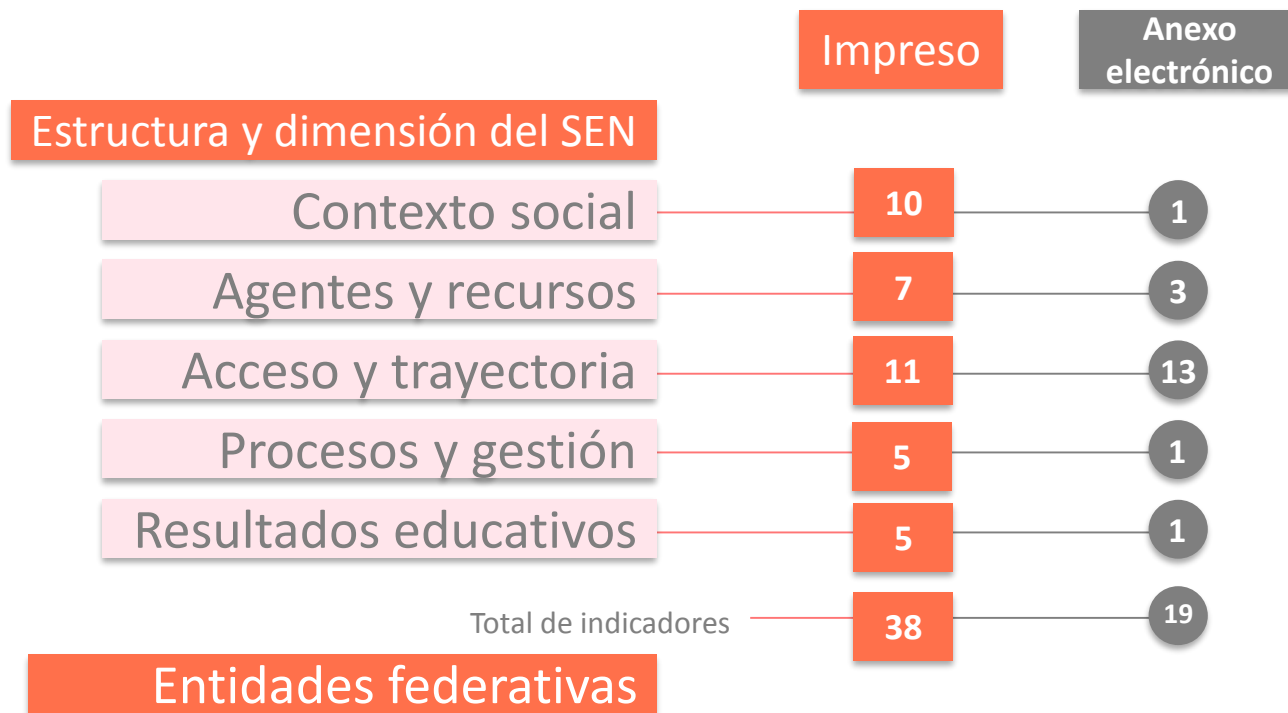 Impreso
Anexo
electrónico
Estructura y dimensión del SEN
Contexto social
10
1
Agentes y recursos
7
3
Acceso y trayectoria
11
13
Procesos y gestión
5
1
Resultados educativos
5
1
Total de indicadores
38
19
Entidades federativas